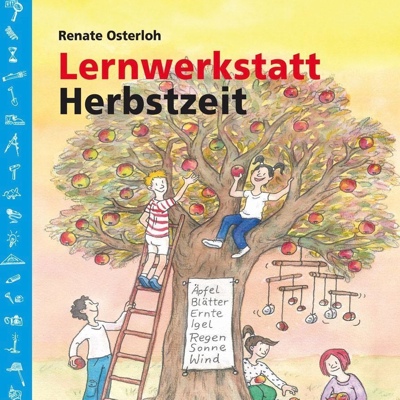 Renate Osterloh
Lernwerkstatt
Herbstzeit
Äpfel
Blätter
Ernte
Igel
Regen
Sonne
Wind